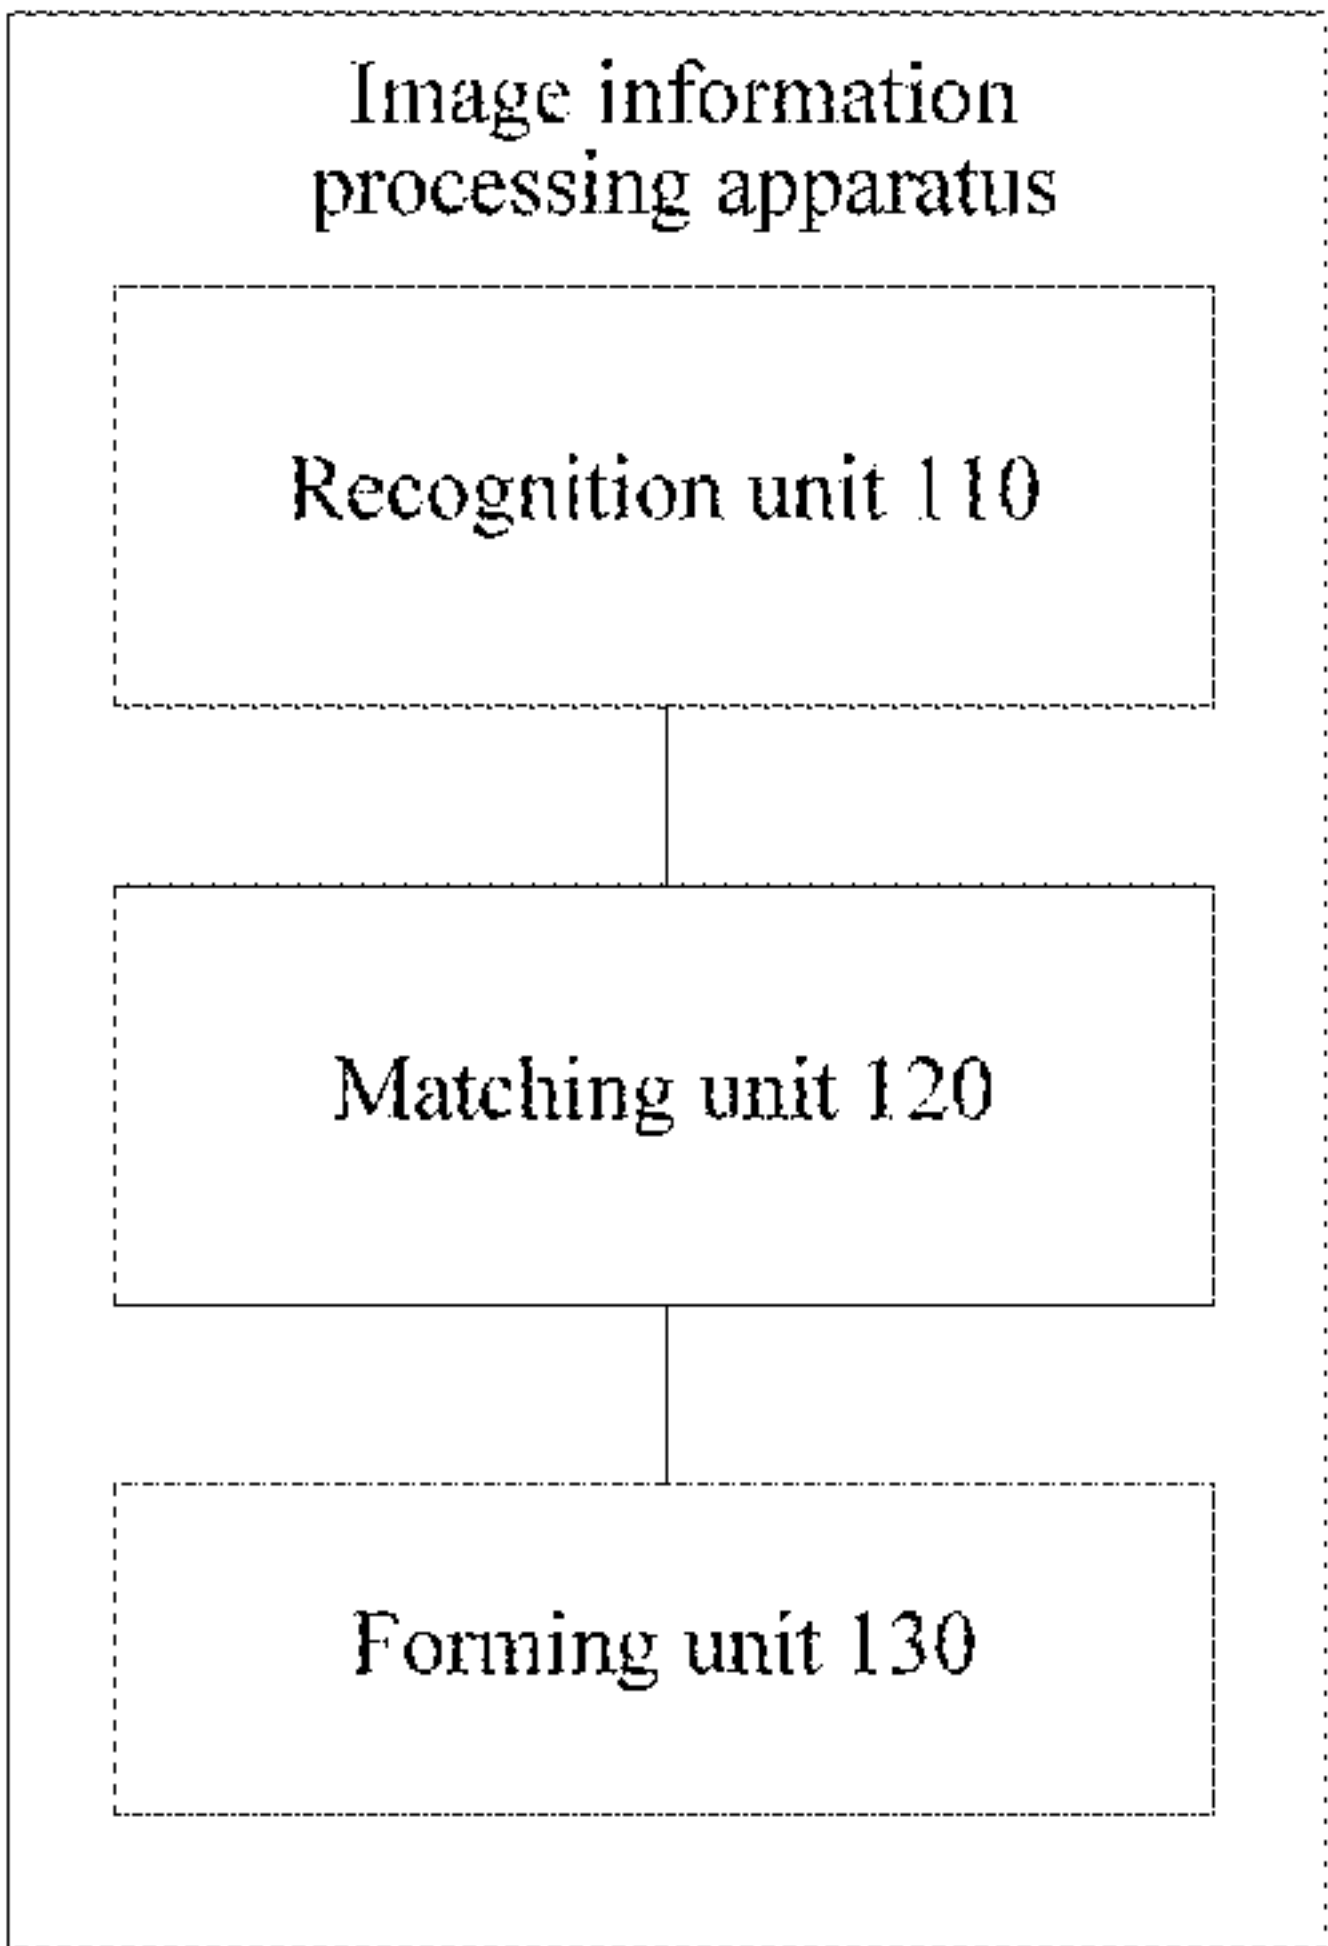 Image information
processing apparatus
Recognition unit 110
Matching unit 120
Forming unit 130